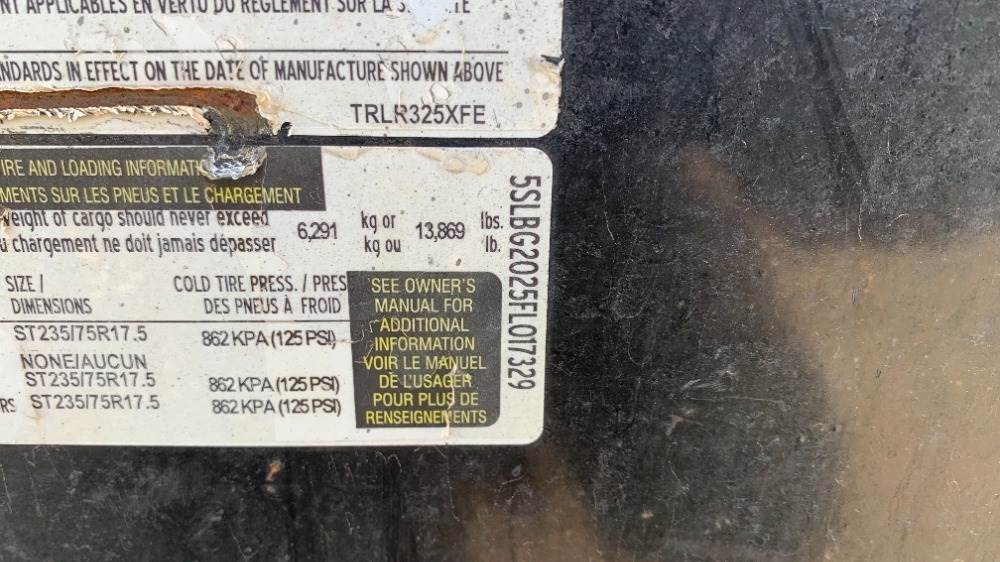 NT APPLICABLES EN VERTU DU RÈGLEMENT SUR LA
NDARDS IN EFFECT ON THE DATE OF MANUFACTURE SHOWN ABOVE
TRLR325XFE
IRE AND LOADING INFORMATIO
MENTS SUR LES PNEUS ET LE CHARGEMENT
weight of cargo should never exceed 6,291 kg or 13,869 lbs.
u chargement ne doit jamais dépasser kg ou lb.
SIZE / COLD TIRE PRESS. / PRES
DIMENSIONS DES PNEUS À FROID
ST235/75R17.5 862 KPA (125 PSI)
NONE/AUCUN
ST235/75R17.5 862 KPA (125 PSI)
RS ST235/75R17.5 862 KPA (125 PSI)
SEE OWNER'S
MANUAL FOR
ADDITIONAL
INFORMATION
VOIR LE MANUEL
DE L'USAGER
POUR PLUS DE
RENSEIGNEMENTS
5SLBG2025FL017329